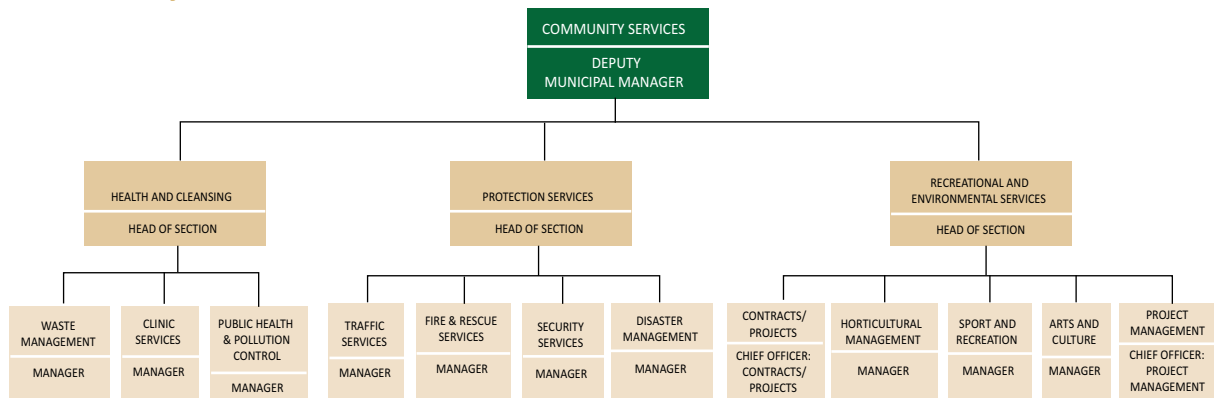 COMMUNITY SERVICES
DEPUTY
MUNICIPAL MANAGER
HEALTH AND CLEANSING
HEAD OF SECTION
PROTECTION SERVICES
HEAD OF SECTION
RECREATIONAL AND
ENVIRONMENTAL SERVICES
HEAD OF SECTION
WASTE
MANAGEMENT
MANAGER
CLINIC
SERVICES
MANAGER
PUBLIC HEALTH
& POLLUTION
CONTROL
MANAGER
TRAFFIC
SERVICES
MANAGER
FIRE & RESCUE
SERVICES
MANAGER
SECURITY
SERVICES
MANAGER
DISASTER
MANAGEMENT
MANAGER
CONTRACTS/
PROJECTS
CHIEF OFFICER:
CONTRACTS/
PROJECTS
HORTICULTURAL
MANAGEMENT
MANAGER
SPORT AND
RECREATION
MANAGER
ARTS AND
CULTURE
MANAGER
PROJECT
MANAGEMENT
CHIEF OFFICER:
PROJECT
MANAGEMENT